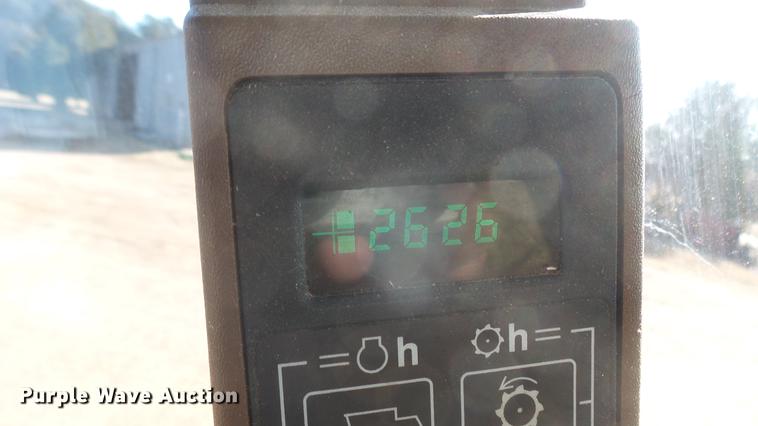 2626
=h h=
Purple Wave Auction